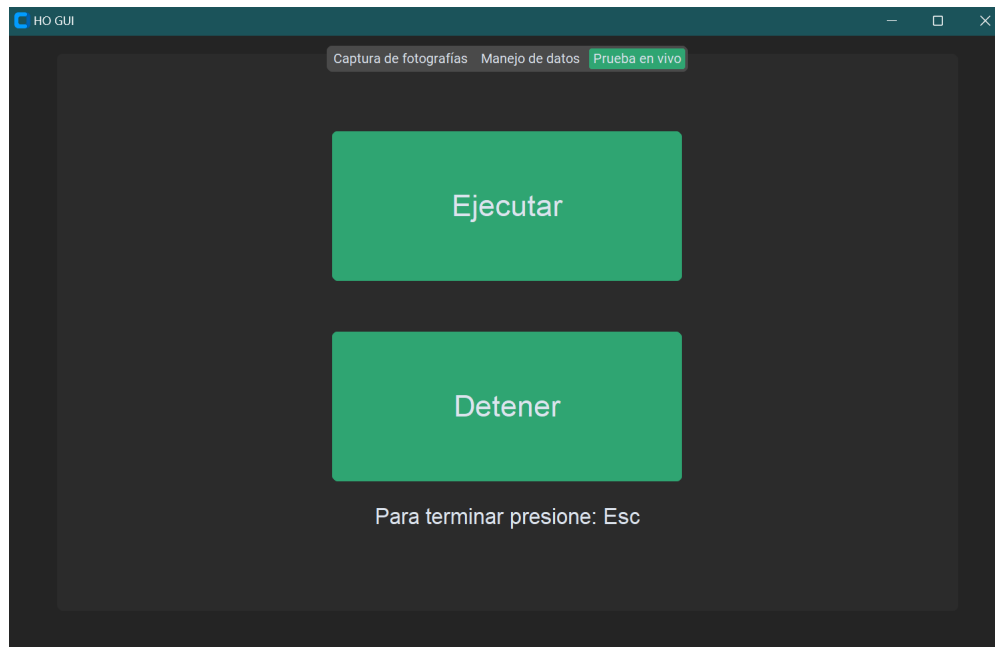 HO GUI
Captura de fotografías Manejo de datos Prueba en vivo
Ejecutar
Detener
Para terminar presione: Esc